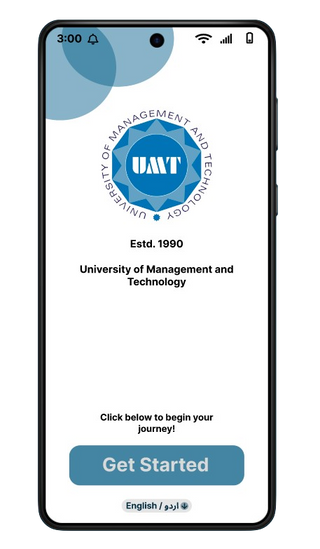 3:00
UNIVERSITY OF MANAGEMENT AND TECHNOLOGY
UMT
Estd. 1990
University of Management and
Technology
Click below to begin your
journey!
Get Started
English / اردو